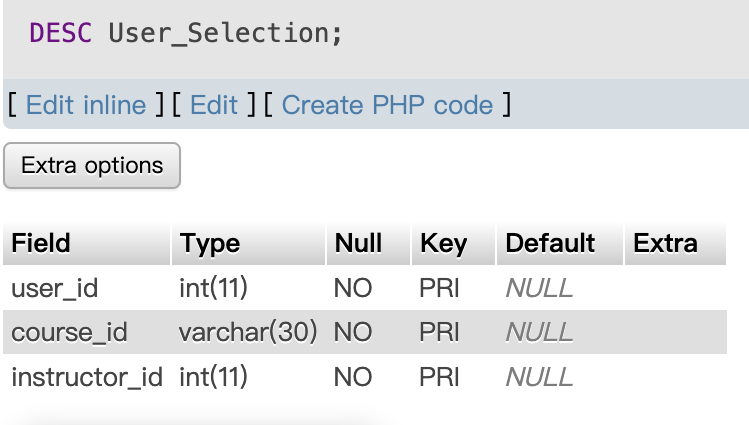 DESC User_Selection;
[ Edit inline ] [ Edit ] [ Create PHP code ]
Extra options
Field Type Null Key Default Extra
user_id int(11) NO PRI NULL
course_id varchar(30) NO PRI NULL
instructor_id int(11) NO PRI NULL